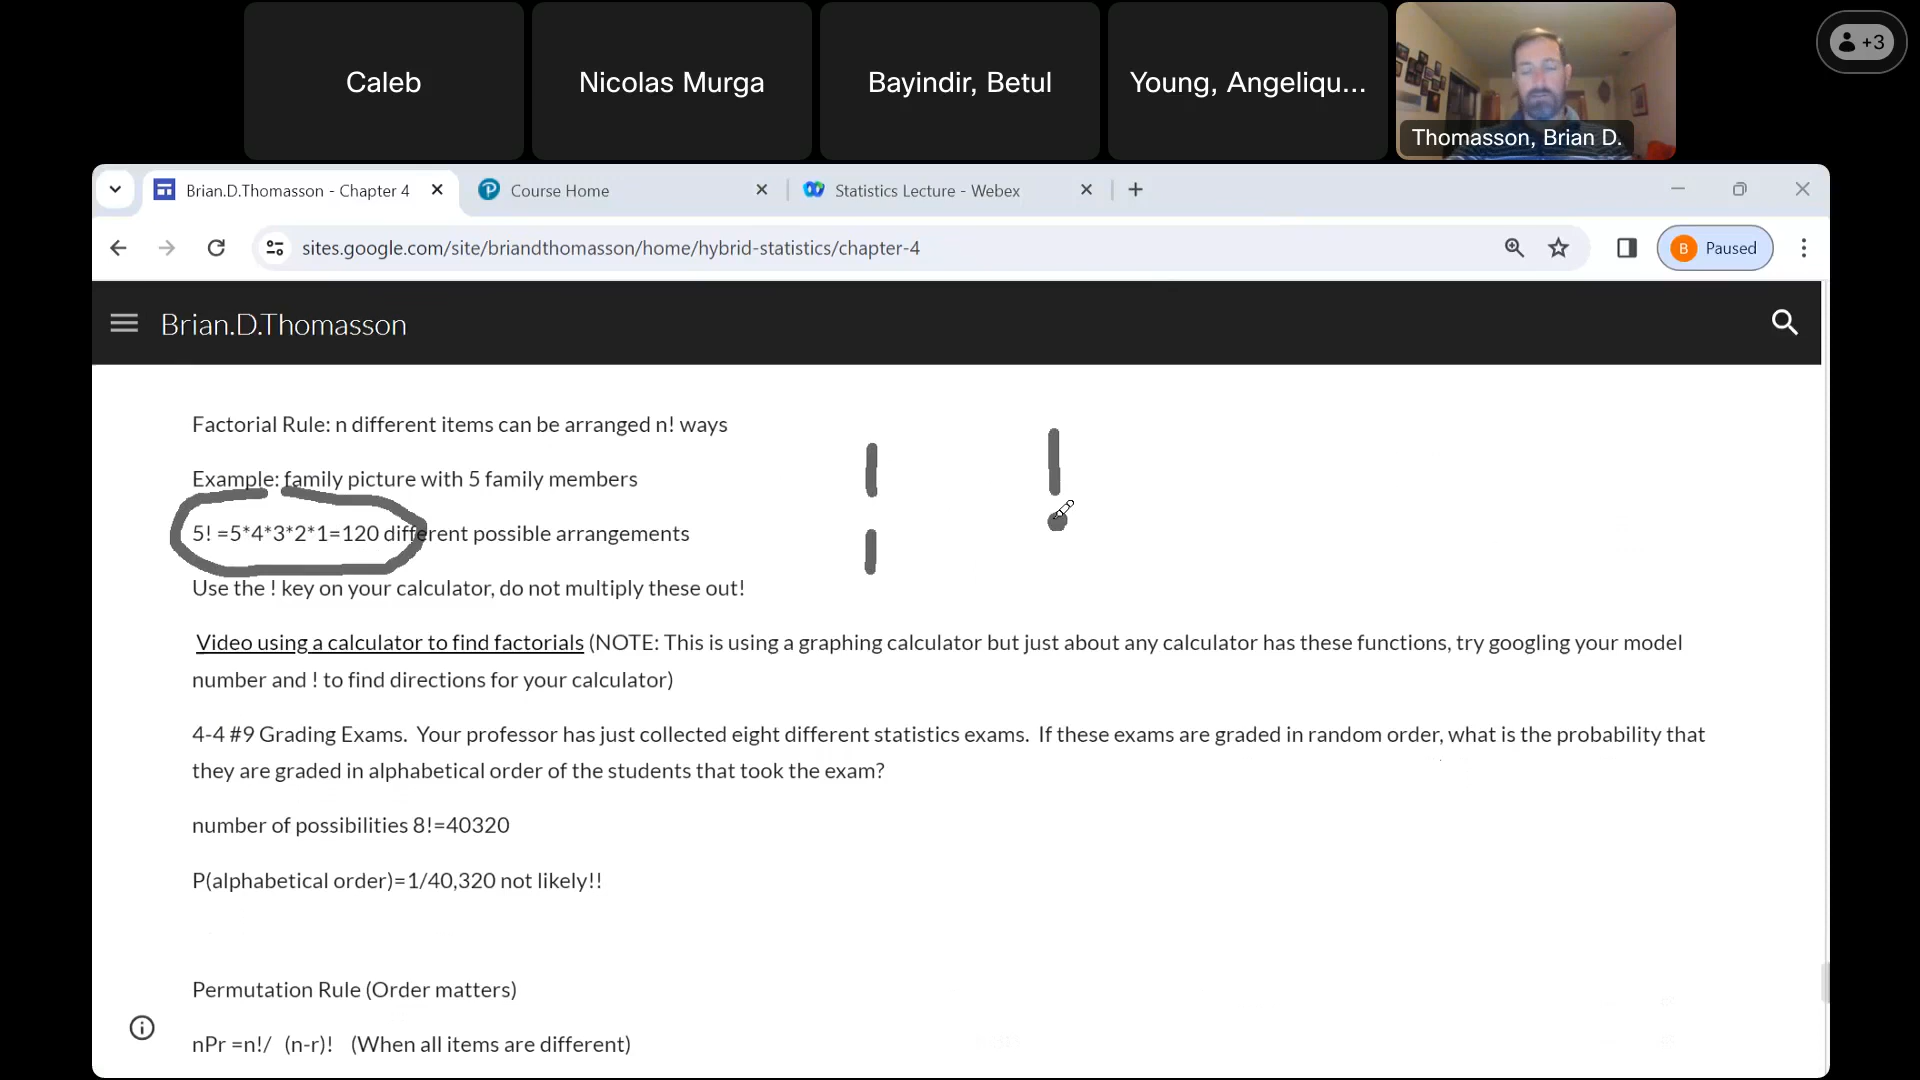 Caleb
Nicolas Murga
Bayindir, Betul
Young, Angeliqu...
Thomasson, Brian D.
+3
Brian.D.Thomasson - Chapter 4
Course Home
Statistics Lecture - Webex
sites.google.com/site/briandthomasson/home/hybrid-statistics/chapter-4
B Paused
Brian.D.Thomasson
Factorial Rule: n different items can be arranged n! ways
Example: family picture with 5 family members
5! =5*4*3*2*1=120 different possible arrangements
Use the ! key on your calculator, do not multiply these out!
Video using a calculator to find factorials (NOTE: This is using a graphing calculator but just about any calculator has these functions, try googling your model
number and ! to find directions for your calculator)
4-4 #9 Grading Exams.  Your professor has just collected eight different statistics exams.  If these exams are graded in random order, what is the probability that
they are graded in alphabetical order of the students that took the exam?
number of possibilities 8!=40320
P(alphabetical order)=1/40,320 not likely!!
Permutation Rule (Order matters)
nPr =n!/  (n-r)!   (When all items are different)